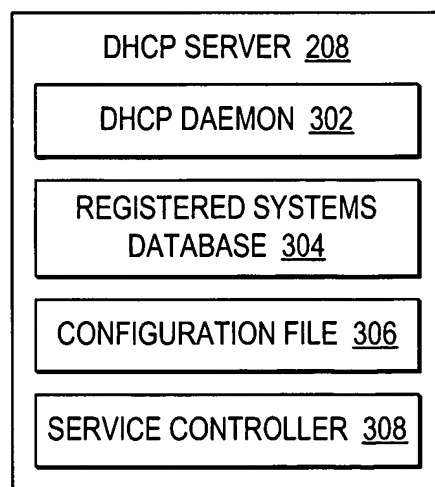 DHCP SERVER 208
DHCP DAEMON 302
REGISTERED SYSTEMS
DATABASE 304
CONFIGURATION FILE 306
SERVICE CONTROLLER 308